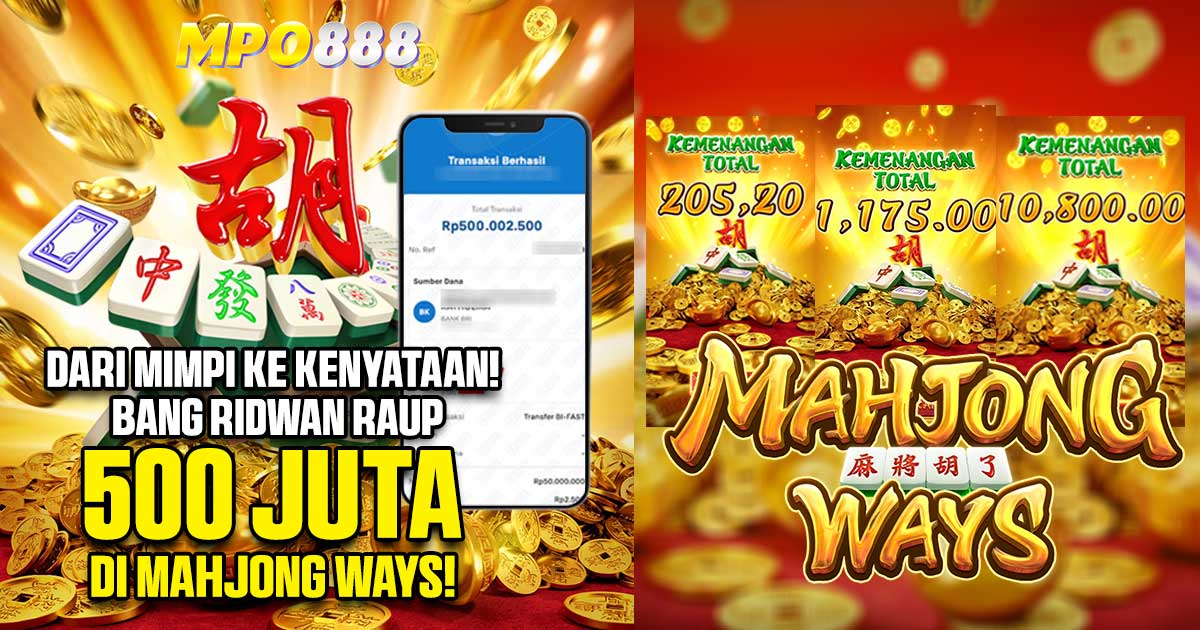 MPO888
胡
中
發
八
萬
Transaksi Berhasil
Total Transaksi
Rp500.002.500
No. Ref
Sumber Dana
BK
BANK BRI
Transfer BI-FAST
Rp50.000.000
Rp2.50
DARI MIMPI KE KENYATAAN!
BANG RIDWAN RAUP
500 JUTA
DI MAHJONG WAYS!
KEMENANGAN
TOTAL
205,20
胡
KEMENANGAN
TOTAL
1,175.00
胡
KEMENANGAN
TOTAL
10,800.00
胡
MAHJONG
麻將胡了
WAYS